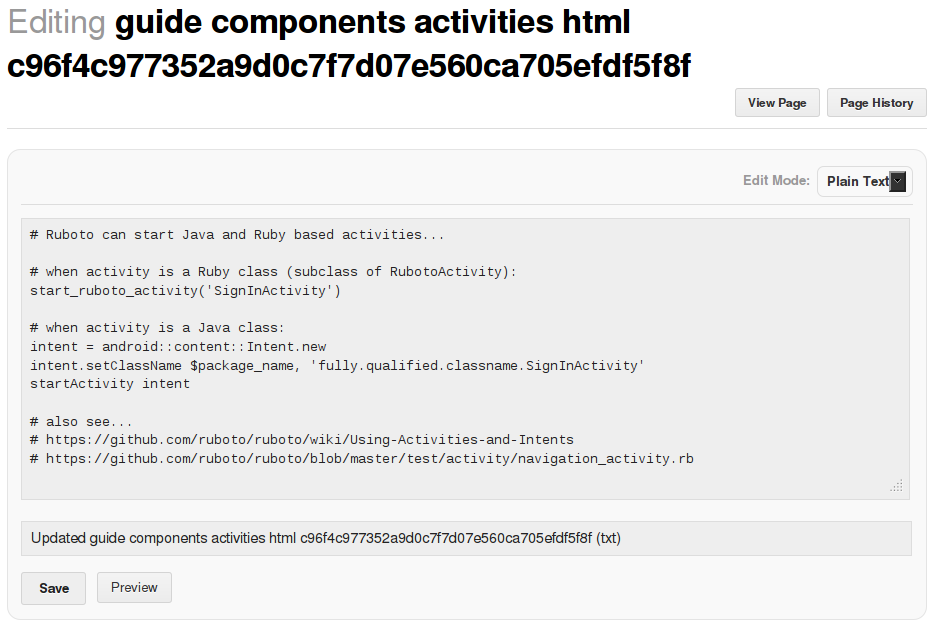 Editing guide components activities html
c96f4c977352a9d0c7f7d07e560ca705efdf5f8f
View Page
Page History
Edit Mode:
Plain Text
# Ruboto can start Java and Ruby based activities...
# when activity is a Ruby class (subclass of RubotoActivity):
start_ruboto_activity('SignInActivity')
# when activity is a Java class:
intent = android::content::Intent.new
intent.setClassName $package_name, 'fully.qualified.classname.SignInActivity'
startActivity intent
# also see...
# https://github.com/ruboto/ruboto/wiki/Using-Activities-and-Intents
# https://github.com/ruboto/ruboto/blob/master/test/activity/navigation_activity.rb
Updated guide components activities html c96f4c977352a9d0c7f7d07e560ca705efdf5f8f (txt)
Save
Preview